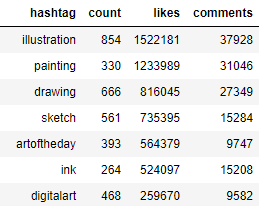 hashtag count likes comments
illustration 854 1522181 37928
painting 330 1233989 31046
drawing 666 816045 27349
sketch 561 735395 15284
artoftheday 393 564379 9747
ink 264 524097 15208
digitalart 468 259670 9582